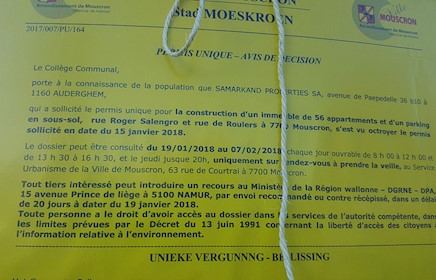 MOUSCRON
Stad MOESKROEN
2017/007/PU/164
PERMIS UNIQUE – AVIS DE DECISION
Le Collège Communal,
porte à la connaissance de la population que SAMARKAND PROPERTIES SA, avenue de Paepedelle 36 810 à
1160 AUDERGHEM
qui a sollicité le permis unique pour la construction d'un immeuble de 56 appartements et d'un parking
en sous-sol, rue Roger Salengro et rue de Roulers à 7700 Mouscron, s'est vu octroyer le permis
sollicité en date du 15 janvier 2018.
Le dossier peut être consulté du 19/01/2018 au 07/02/2018 chaque jour ouvrable de 8 h 00 à 12 h 00 et
de 13 h 30 à 16 h 30, et le jeudi jusque 20h, uniquement sur rendez-vous à prendre la veille, au Service
Urbanisme de la Ville de Mouscron, 63 rue de Courtrai à 7700 Mouscron.
Tout tiers intéressé peut introduire un recours au Ministère de la Région wallonne – DGRNE - DPA,
15 avenue Prince de liège à 5100 NAMUR, par envoi recommandé ou contre récépissé, dans un délai
de 20 jours à dater du 19 janvier 2018.
Toute personne a le droit d'avoir accès au dossier dans les services de l'autorité compétente, dans
les limites prévues par le Décret du 13 juin 1991 concernant la liberté d'accès des citoyens à
l'information relative à l'environnement.
UNIEKE VERGUNNNG- BESLISSING